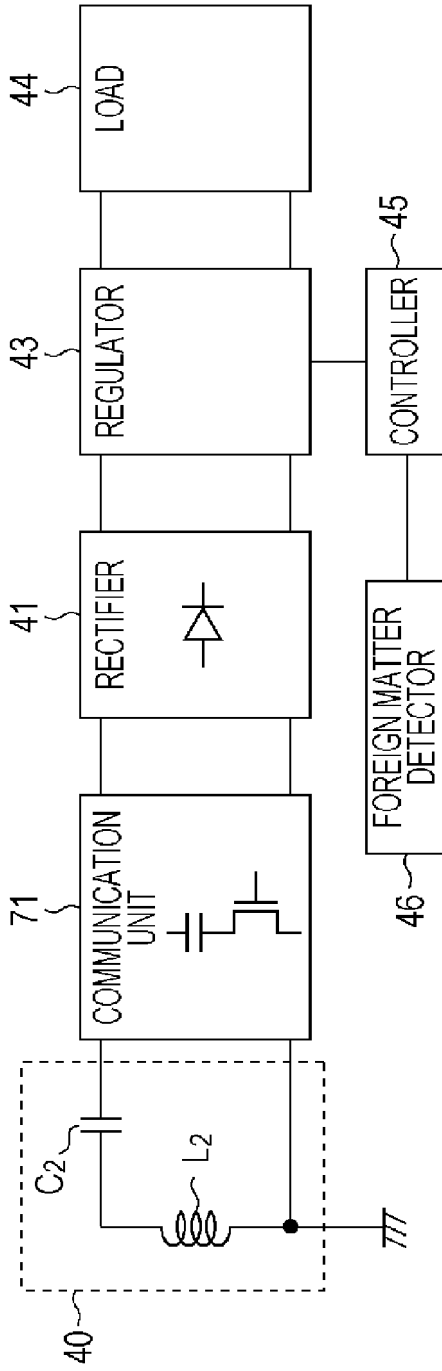 40
C2
L2
71
COMMUNICATION
UNIT
41
RECTIFIER
43
REGULATOR
44
LOAD
46
FOREIGN MATTER
DETECTOR
45
CONTROLLER